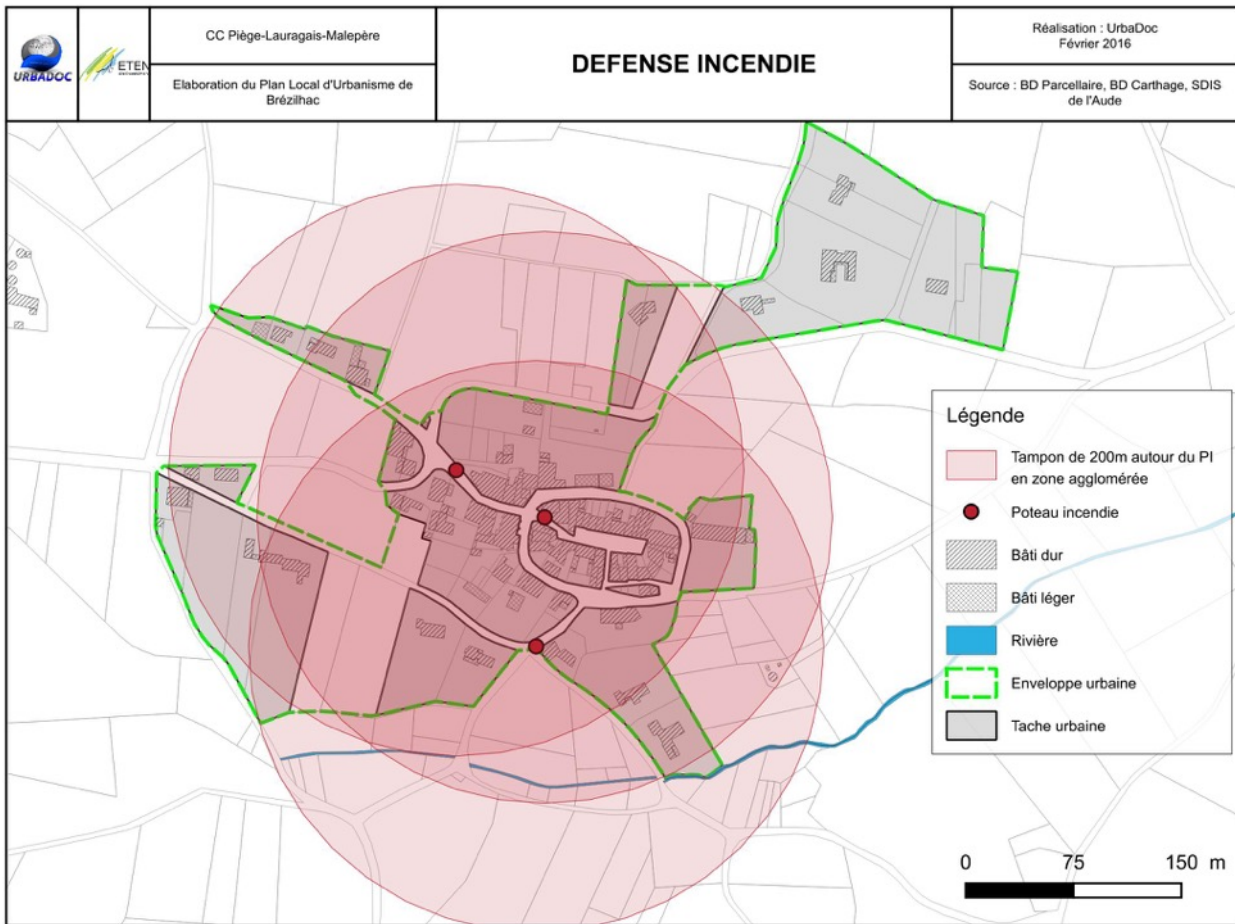 URBADOC
ETEN
CC Piège-Lauragais-Malepère
Elaboration du Plan Local d'Urbanisme de
Brézilhac
DEFENSE INCENDIE
Réalisation : UrbaDoc
Février 2016
Source : BD Parcellaire, BD Carthage, SDIS
de l'Aude
Légende
Tampon de 200m autour du PI
en zone agglomérée
Poteau incendie
Bâti dur
Bâti léger
Rivière
Enveloppe urbaine
Tache urbaine
0 75 150 m